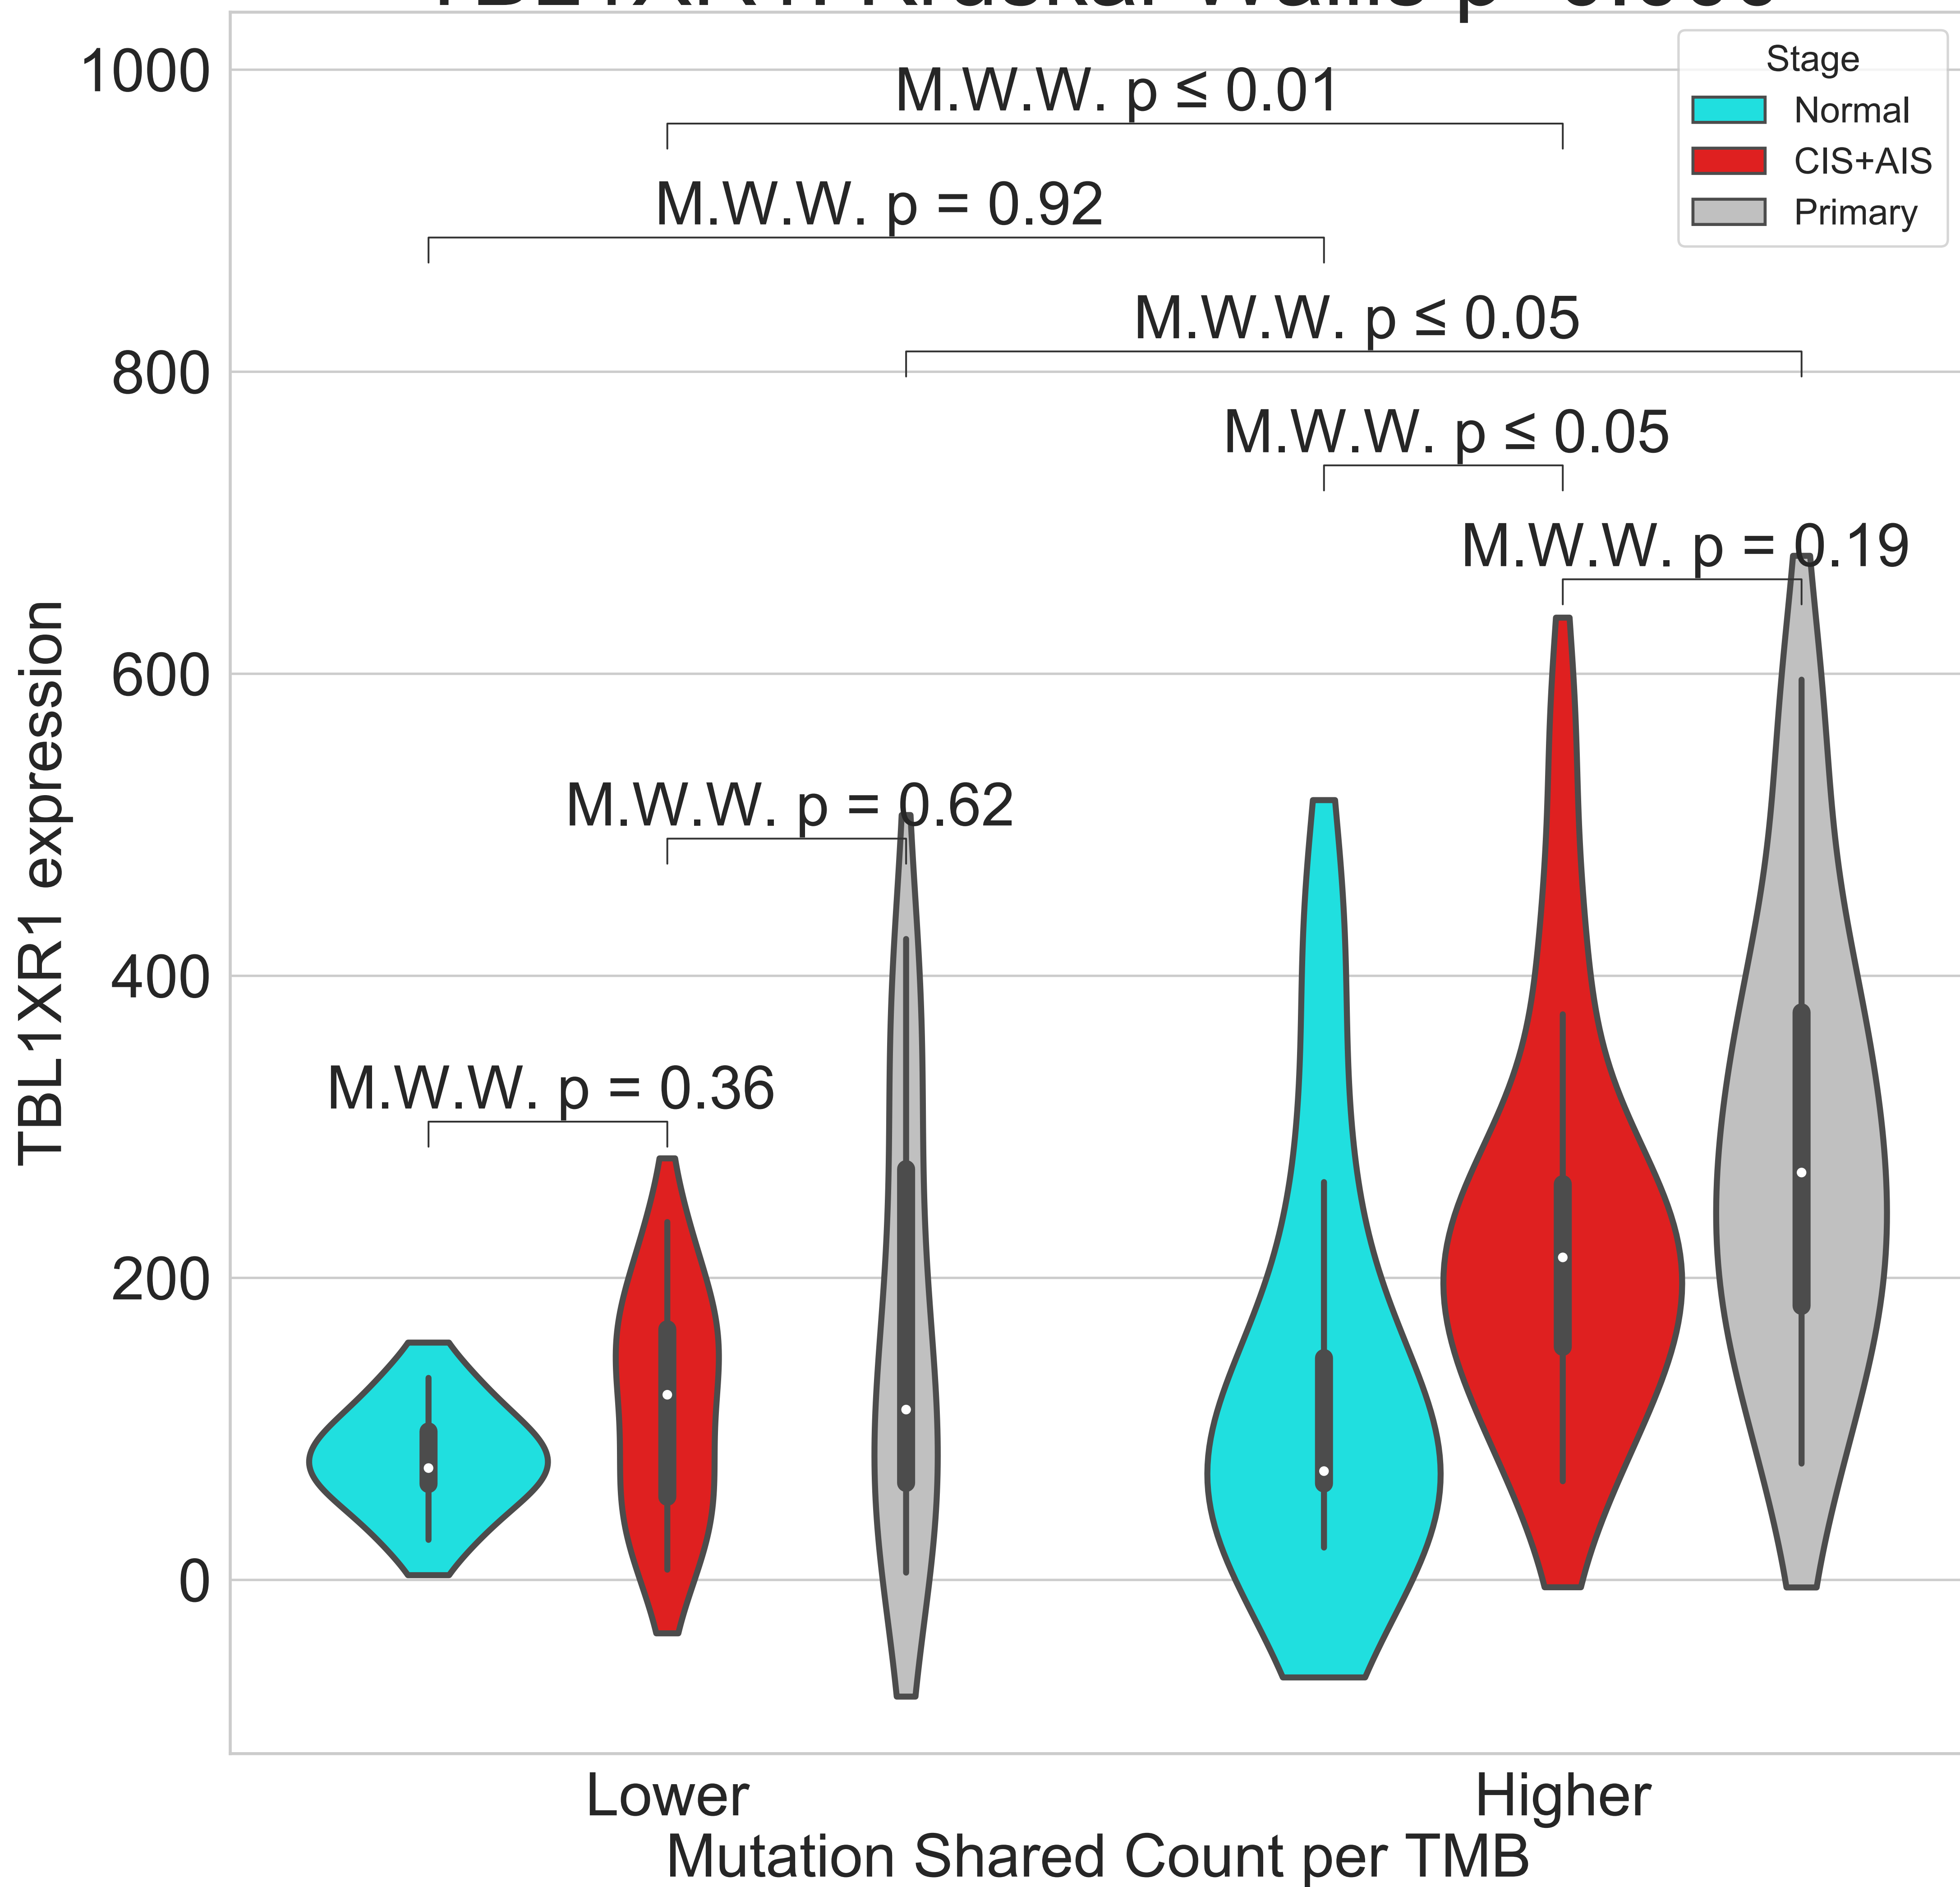 1000
M.W.W. p ≤ 0.01
Stage
Normal
CIS+AIS
Primary
M.W.W. p = 0.92
M.W.W. p ≤ 0.05
800
M.W.W. p ≤ 0.05
M.W.W. p = 0.19
600
M.W.W. p = 0.62
400
M.W.W. p = 0.36
200
0
TBL1XR1 expression
Lower
Higher
Mutation Shared Count per TMB